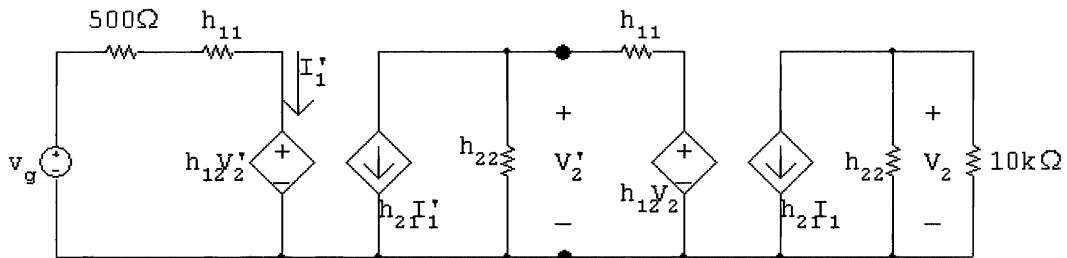 500Ω
h11
h11
I1'
+
+
+
+
+
vg
h12V2'
h22
V2'
h12V2
h22
V2
10kΩ
h21I1'
h21I1